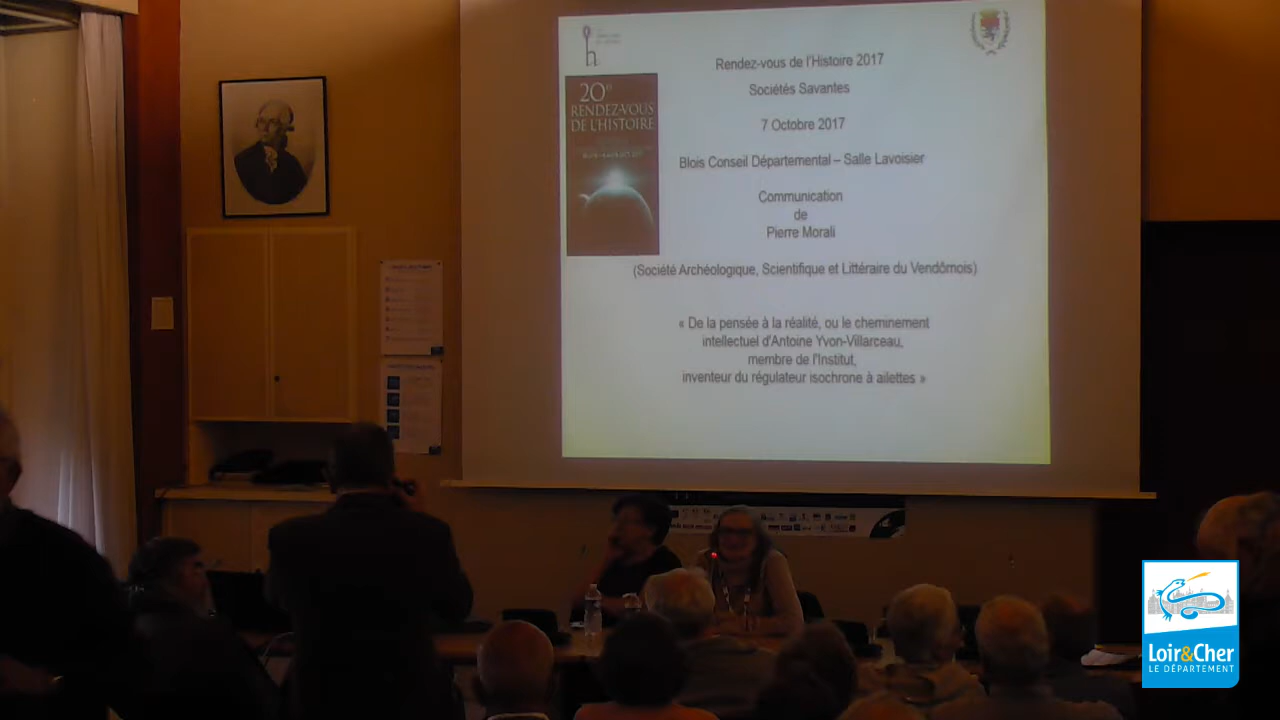 Rendez-vous de l'Histoire 2017
Sociétés Savantes
7 Octobre 2017
Blois Conseil Départemental – Salle Lavoisier
Communication
de
Pierre Morali
(Société Archéologique, Scientifique et Littéraire du Vendômois)
« De la pensée à la réalité, ou le cheminement
intellectuel d'Antoine Yvon-Villarceau,
membre de l'Institut,
inventeur du régulateur isochrone à ailettes »
20e
RENDEZ-VOUS
DE L'HISTOIRE
Loir&Cher
LE DÉPARTEMENT